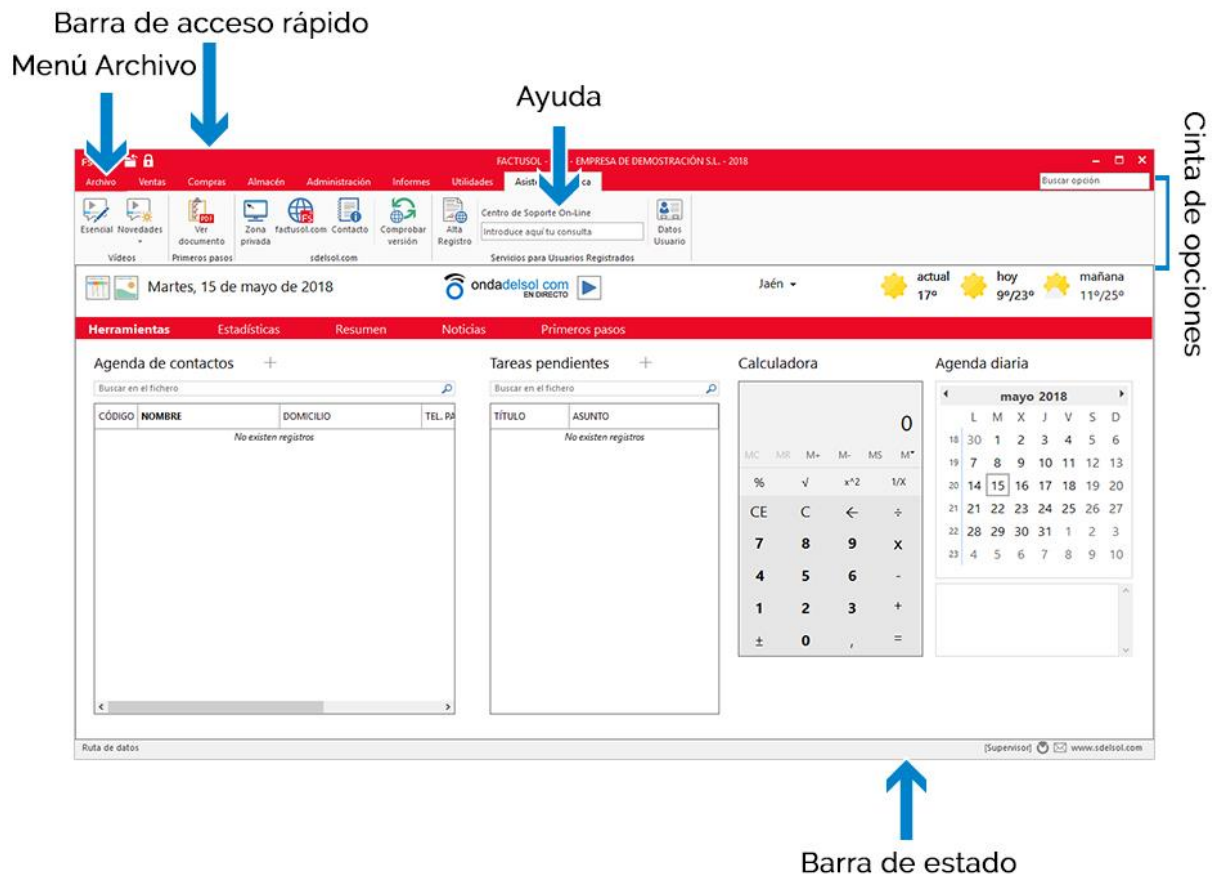 Barra de acceso rápido
Menú Archivo
Ayuda
Cinta de opciones
FACTUSOL - - EMPRESA DE DEMOSTRACIÓN S.L. - 2018
Archivo Ventas Compras Almacén Administración Informes Utilidades
Buscar opción
Esencial Novedades Ver documento Zona privada factusol.com Contacto Comprobar versión Alta Registro
Centro de Soporte On-Line
Introduce aquí tu consulta
Datos Usuario
Vídeos Primeros pasos sdelsol.com Servicios para Usuarios Registrados
Martes, 15 de mayo de 2018
ondadelsol com
EN DIRECTO
Jaén
actual
17º
hoy
9º/23º
mañana
11º/25º
Herramientas Estadísticas Resumen Noticias Primeros pasos
Agenda de contactos +
Buscar en el fichero
CÓDIGO NOMBRE DOMICILIO TEL. PA
No existen registros
Tareas pendientes +
Buscar en el fichero
TÍTULO ASUNTO
No existen registros
Calculadora
0
MC MR M+ M- MS M
% √ x^2 1/X
CE C ← ÷
7 8 9 x
4 5 6 -
1 2 3 +
± 0 , =
Agenda diaria
mayo 2018
L M X J V S D
18 30 1 2 3 4 5 6
19 7 8 9 10 11 12 13
20 14 15 16 17 18 19 20
21 21 22 23 24 25 26 27
22 28 29 30 31 1 2 3
23 4 5 6 7 8 9 10
Ruta de datos
[Supervisor] www.sdelsol.com
Barra de estado